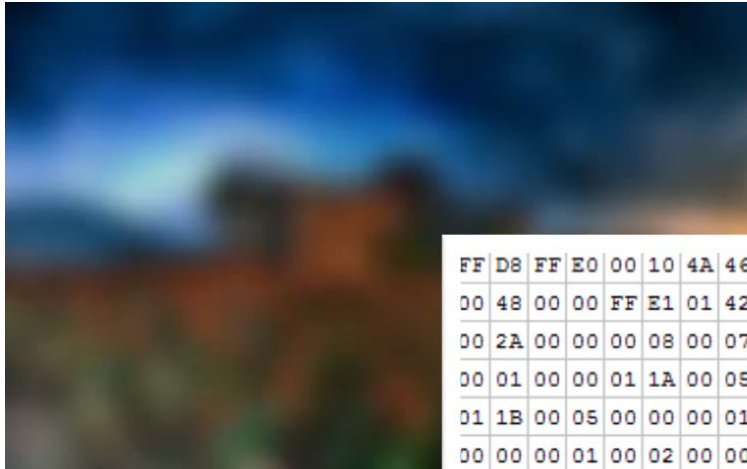 FF D8 FF E0 00 10 4A 46
00 48 00 00 FF E1 01 42
00 2A 00 00 00 08 00 07
00 01 00 00 01 1A 00 05
01 1B 00 05 00 00 00 01
00 00 00 01 00 02 00 00